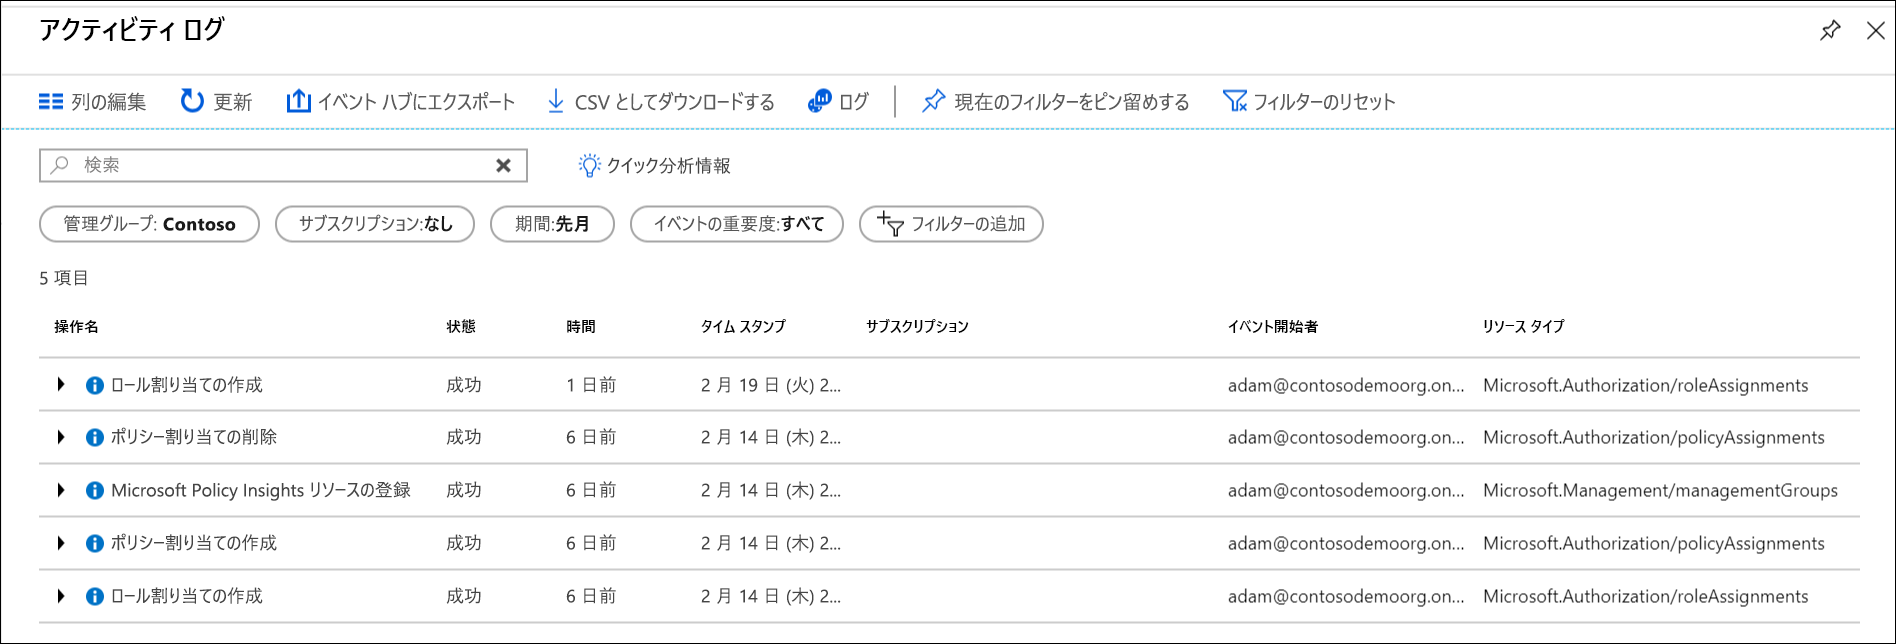 アクティビティ ログ
列の編集 更新 イベント ハブにエクスポート CSV としてダウンロードする ログ 現在のフィルターをピン留めする フィルターのリセット
検索 クイック分析情報
管理グループ: Contoso サブスクリプション:なし 期間:先月 イベントの重要度:すべて フィルターの追加
5 項目
操作名 状態 時間 タイム スタンプ サブスクリプション イベント開始者 リソース タイプ
ロール割り当ての作成 成功 1 日前 2 月 19 日 (火) 2... adam@contosodemoorg.on... Microsoft.Authorization/roleAssignments
ポリシー割り当ての削除 成功 6 日前 2 月 14 日 (木) 2... adam@contosodemoorg.on... Microsoft.Authorization/policyAssignments
Microsoft Policy Insights リソースの登録 成功 6 日前 2 月 14 日 (木) 2... adam@contosodemoorg.on... Microsoft.Management/managementGroups
ポリシー割り当ての作成 成功 6 日前 2 月 14 日 (木) 2... adam@contosodemoorg.on... Microsoft.Authorization/policyAssignments
ロール割り当ての作成 成功 6 日前 2 月 14 日 (木) 2... adam@contosodemoorg.on... Microsoft.Authorization/roleAssignments